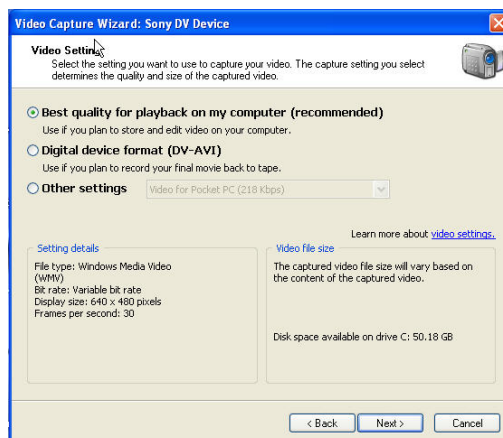 Video Capture Wizard: Sony DV Device
Video Setting
Select the setting you want to use to capture your video. The capture setting you select
determines the quality and size of the captured video.
Best quality for playback on my computer (recommended)
Use if you plan to store and edit video on your computer.
Digital device format (DV-AVI)
Use if you plan to record your final movie back to tape.
Other settings
Video for Pocket PC (218 Kbps)
Learn more about video settings.
Setting details
File type: Windows Media Video
(WMV)
Bit rate: Variable bit rate
Display size: 640 x 480 pixels
Frames per second: 30
Video file size
The captured video file size will vary based on
the content of the captured video.
Disk space available on drive C: 50.18 GB
< Back
Next >
Cancel